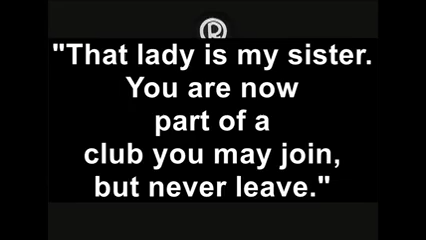 ®
"That lady is my sister.
You are now
part of a
club you may join,
but never leave."